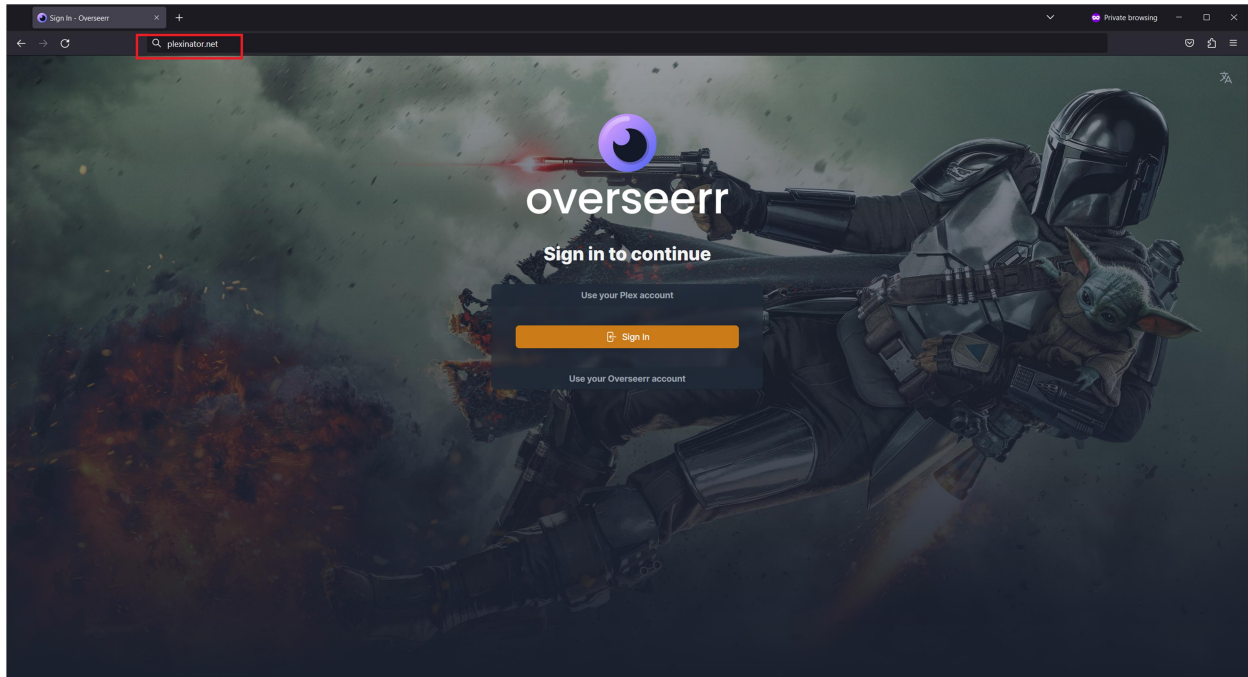 Sign In - Overseerr
Private browsing
plexinator.net
overseerr
Sign in to continue
Use your Plex account
Sign In
Use your Overseerr account